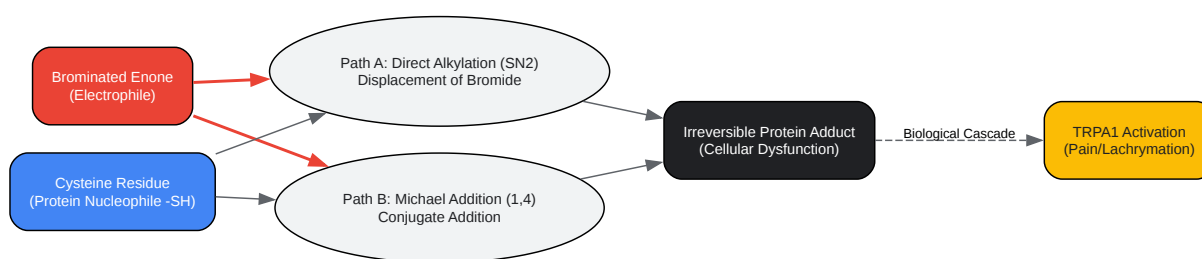 Brominated Enone
(Electrophile)
Cysteine Residue
(Protein Nucleophile -SH)
Path A: Direct Alkylation (SN2)
Displacement of Bromide
Path B: Michael Addition (1,4)
Conjugate Addition
Irreversible Protein Adduct
(Cellular Dysfunction)
Biological Cascade
TRPA1 Activation
(Pain/Lachrymation)